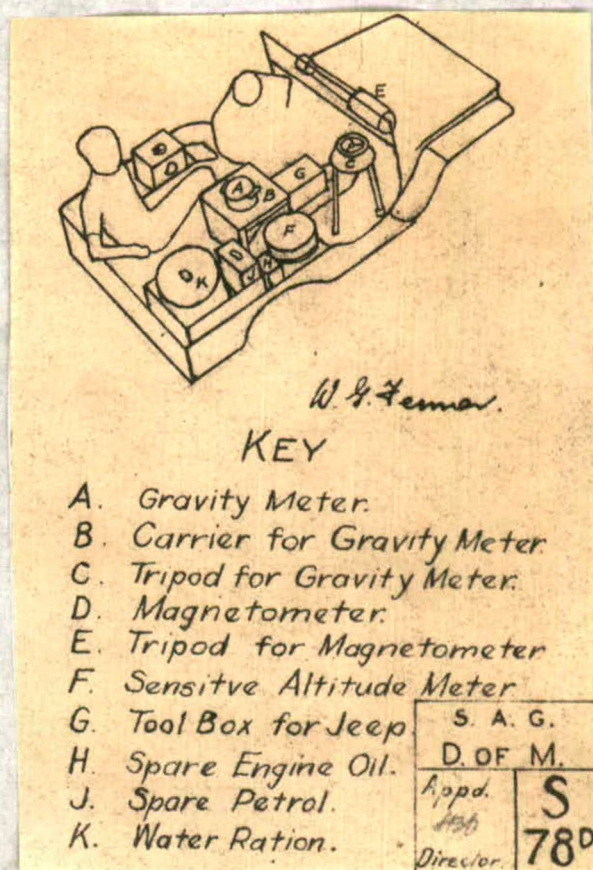 E
D
A
B
G
C
F
K
J
H
W. G. Fenner.
KEY
A. Gravity Meter.
B. Carrier for Gravity Meter.
C. Tripod for Gravity Meter.
D. Magnetometer.
E. Tripod for Magnetometer
F. Sensitve Altitude Meter
G. Tool Box for Jeep.
H. Spare Engine Oil.
J. Spare Petrol.
K. Water Ration.
S. A. G.
D. OF M.
Appd.
Director.
S
78D